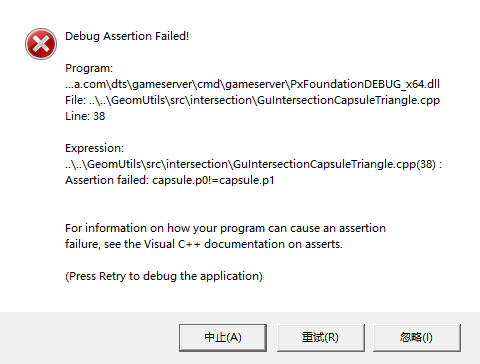 Debug Assertion Failed!
Program:
...a.com\dts\gameserver\cmd\gameserver\PxFoundationDEBUG_x64.dll
File: ..\..\GeomUtils\src\intersection\GuIntersectionCapsuleTriangle.cpp
Line: 38
Expression:
..\..\GeomUtils\src\intersection\GuIntersectionCapsuleTriangle.cpp(38) :
Assertion failed: capsule.p0!=capsule.p1
For information on how your program can cause an assertion
failure, see the Visual C++ documentation on asserts.
(Press Retry to debug the application)
中止(A) 重试(R) 忽略(I)